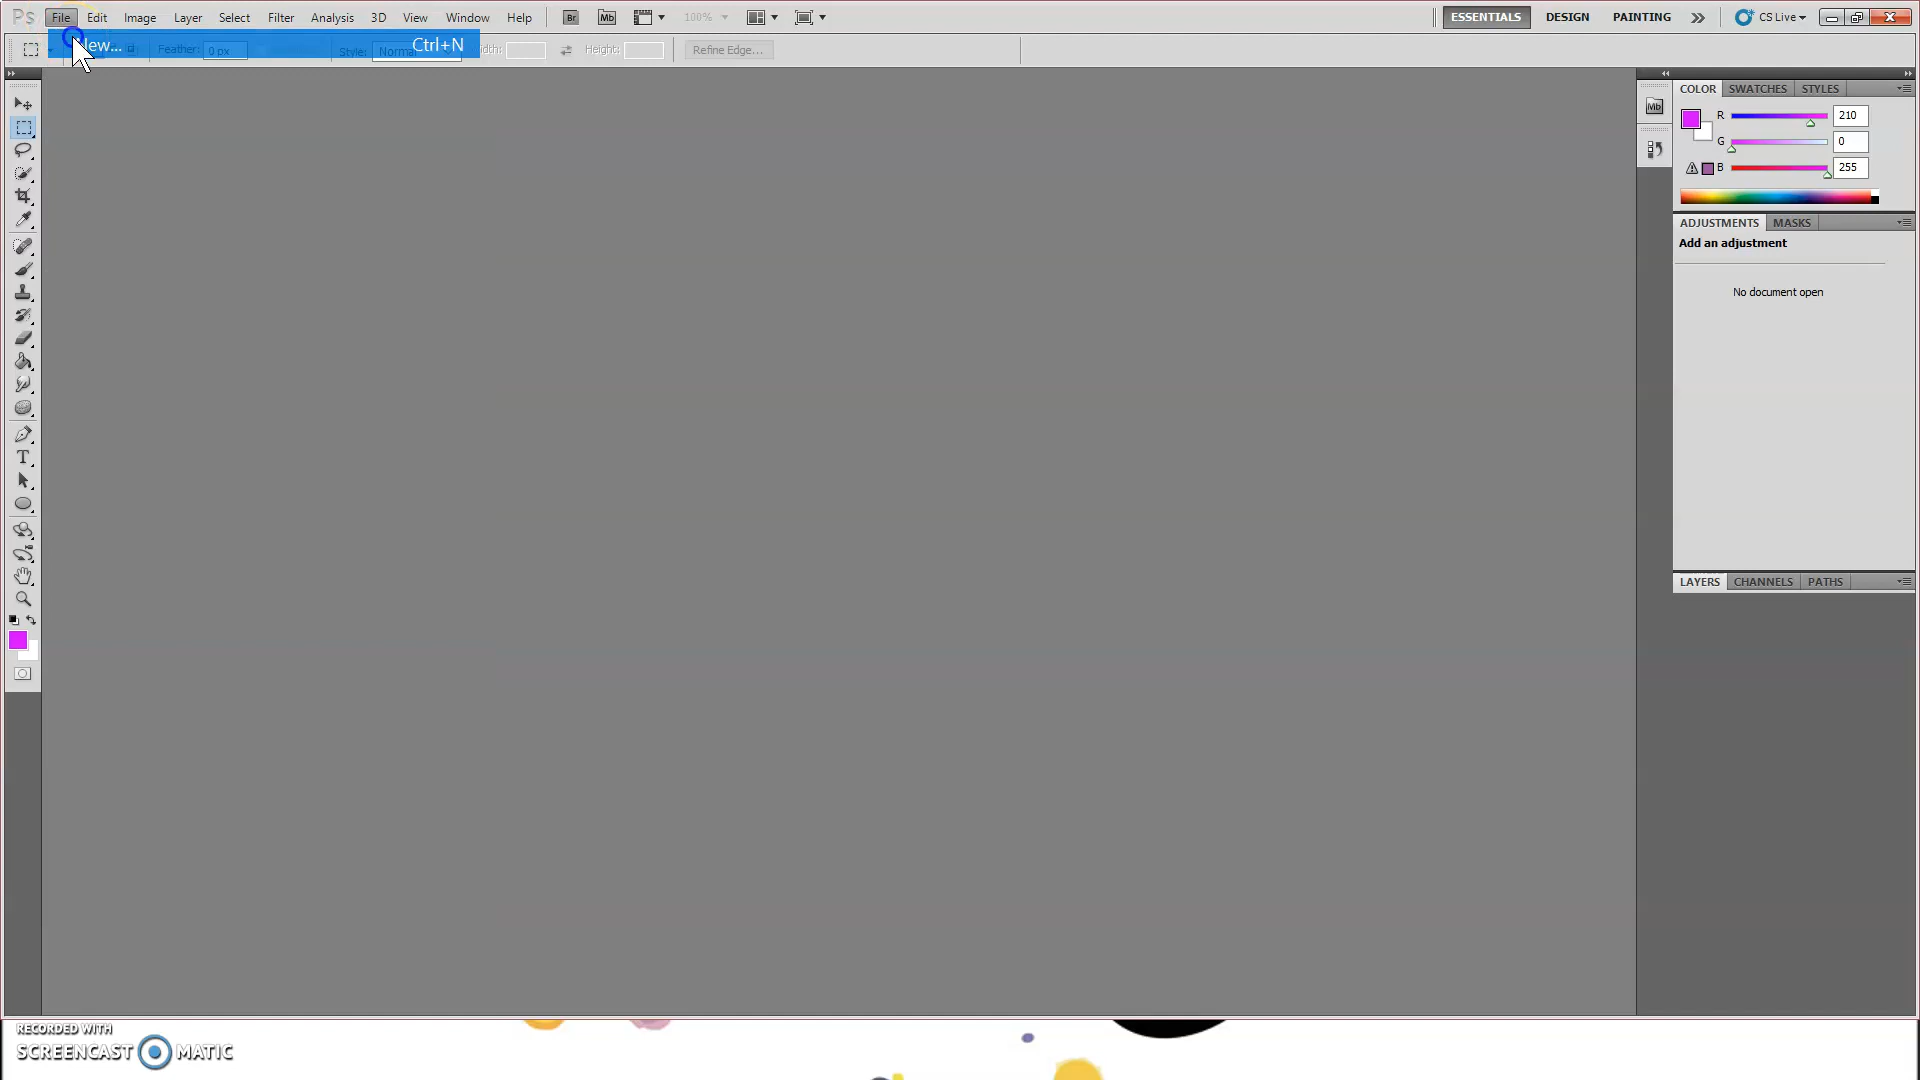 Ps File Edit Image Layer Select Filter Analysis 3D View Window Help Br Mb 100% ESSENTIALS DESIGN PAINTING CS Live
New... Ctrl+N
Feather: 0 px Style: Normal Height: Refine Edge...
COLOR SWATCHES STYLES
Mb
R 210
G 0
B 255
ADJUSTMENTS MASKS
Add an adjustment
No document open
LAYERS CHANNELS PATHS
T
RECORDED WITH
SCREENCAST MATIC